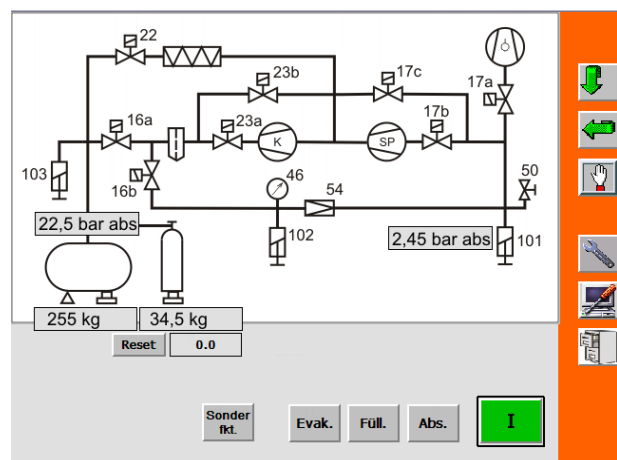 22
23b
17c
17a
16a
23a
17b
K
SP
103
16b
46
54
50
22,5 bar abs
102
2,45 bar abs
101
255 kg
34,5 kg
Reset
0.0
Sonder
fkt.
Evak.
Füll.
Abs.
I